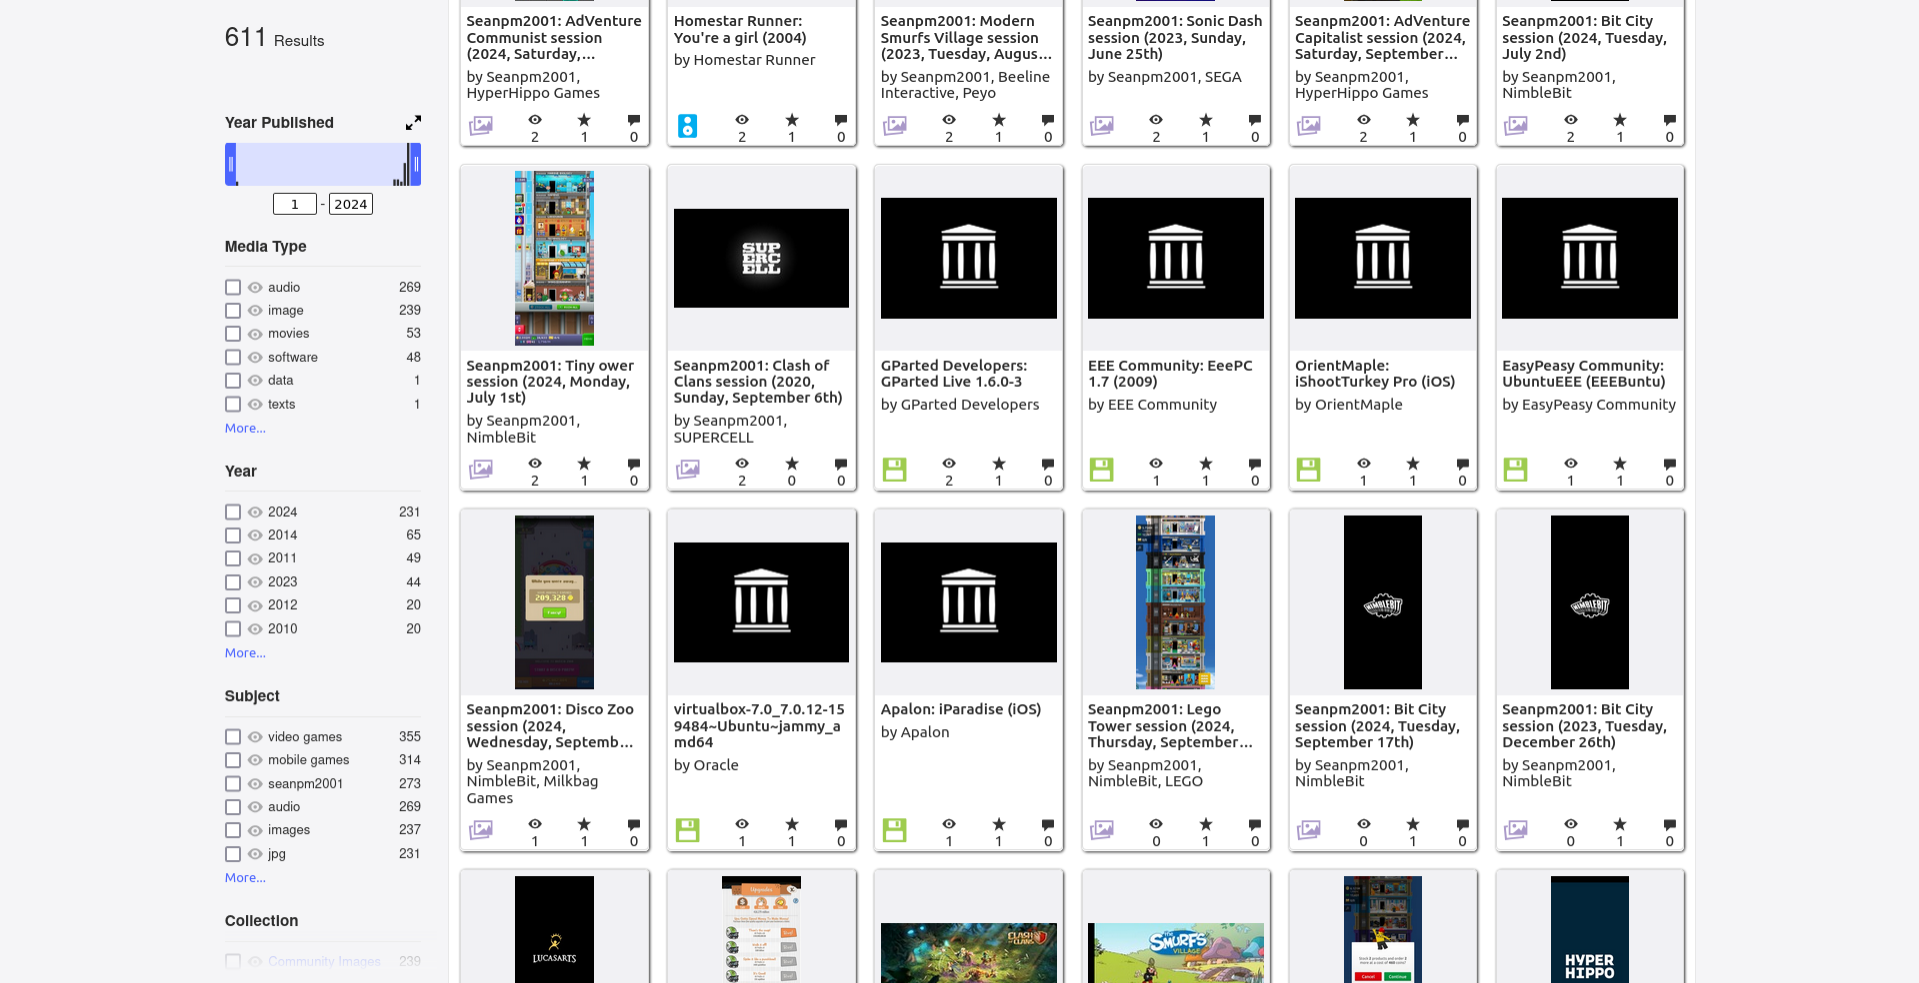 611 Results
Year Published
1 - 2024
Media Type
audio 269
image 239
movies 53
software 48
data 1
texts 1
More...
Year
2024 231
2014 65
2011 49
2023 44
2012 20
2010 20
More...
Subject
video games 355
mobile games 314
seanpm2001 273
audio 269
images 237
jpg 231
More...
Collection
Community Images 239
Seanpm2001: AdVenture
Communist session
(2024, Saturday,...
by Seanpm2001,
HyperHippo Games
2 1 0
Homestar Runner:
You're a girl (2004)
by Homestar Runner
2 1 0
Seanpm2001: Modern
Smurfs Village session
(2023, Tuesday, Augus...
by Seanpm2001, Beeline
Interactive, Peyo
2 1 0
Seanpm2001: Sonic Dash
session (2023, Sunday,
June 25th)
by Seanpm2001, SEGA
2 1 0
Seanpm2001: AdVenture
Capitalist session (2024,
Saturday, September...
by Seanpm2001,
HyperHippo Games
2 1 0
Seanpm2001: Bit City
session (2024, Tuesday,
July 2nd)
by Seanpm2001,
NimbleBit
2 1 0
Seanpm2001: Tiny ower
session (2024, Monday,
July 1st)
by Seanpm2001,
NimbleBit
2 1 0
SUP
ERC
ELL
Seanpm2001: Clash of
Clans session (2020,
Sunday, September 6th)
by Seanpm2001,
SUPERCELL
2 0 0
GParted Developers:
GParted Live 1.6.0-3
by GParted Developers
2 1 0
EEE Community: EeePC
1.7 (2009)
by EEE Community
1 1 0
OrientMaple:
iShootTurkey Pro (iOS)
by OrientMaple
1 1 0
EasyPeasy Community:
UbuntuEEE (EEEBuntu)
by EasyPeasy Community
1 1 0
While you were away...
209,328
Seanpm2001: Disco Zoo
session (2024,
Wednesday, Septemb...
by Seanpm2001,
NimbleBit, Milkbag
Games
1 1 0
virtualbox-7.0_7.0.12-15
9484~Ubuntu~jammy_a
md64
by Oracle
1 1 0
Apalon: iParadise (iOS)
by Apalon
1 1 0
Seanpm2001: Lego
Tower session (2024,
Thursday, September...
by Seanpm2001,
NimbleBit, LEGO
0 1 0
NIMBLEBIT
Seanpm2001: Bit City
session (2024, Tuesday,
September 17th)
by Seanpm2001,
NimbleBit
0 1 0
NIMBLEBIT
Seanpm2001: Bit City
session (2023, Tuesday,
December 26th)
by Seanpm2001,
NimbleBit
0 1 0
LUCASARTS
Upgrades
CLASH
CLANS
THE
SMURFS
VILLAGE
Cancel Continue
HYPER
HIPPO